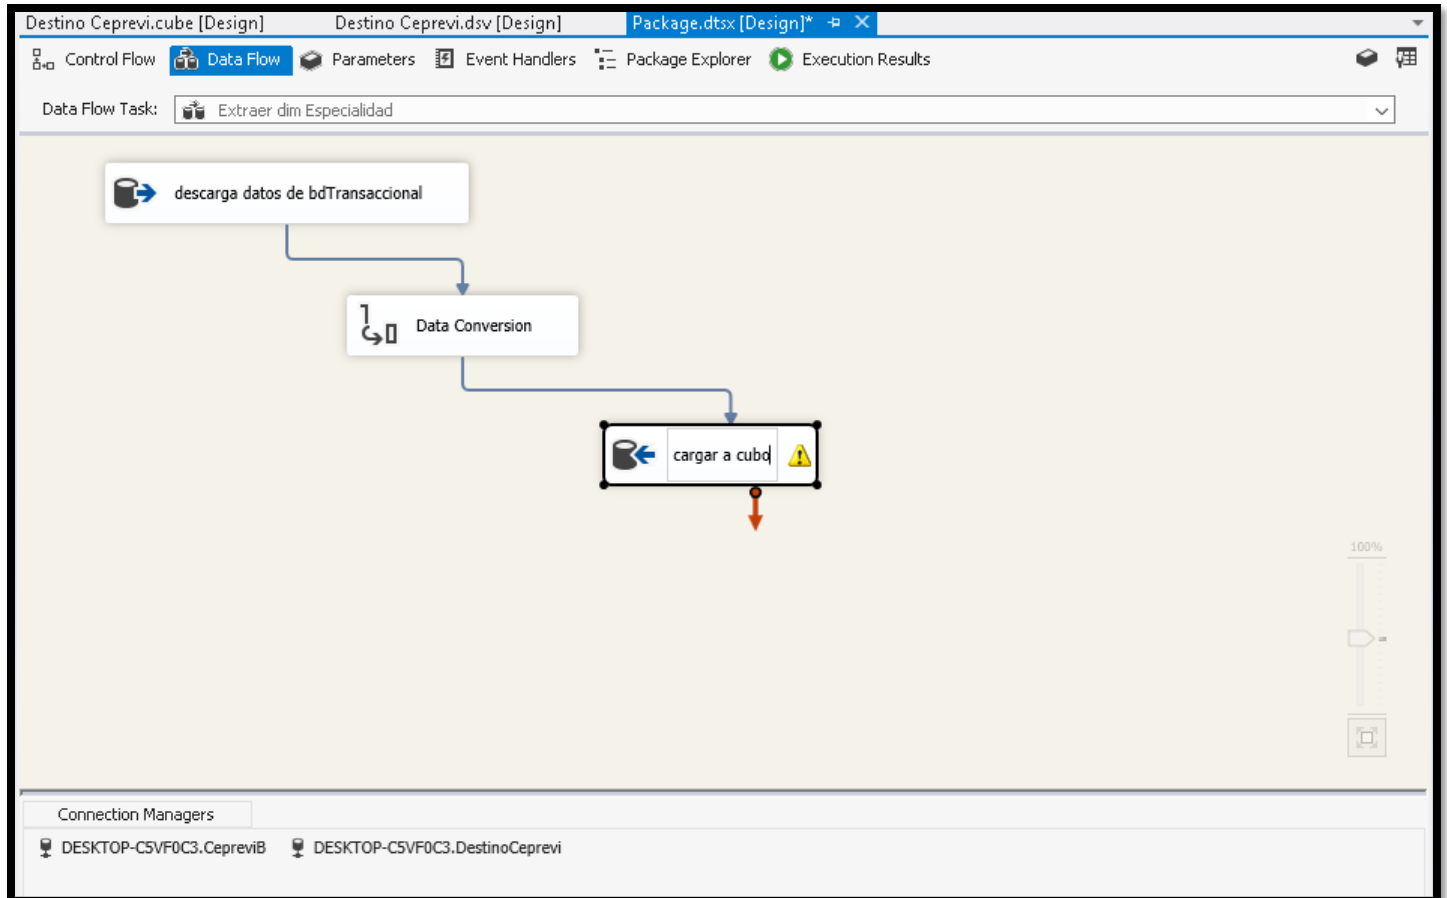 Destino Ceprevi.cube [Design] Destino Ceprevi.dsv [Design] Package.dtsx [Design]*
Control Flow Data Flow Parameters Event Handlers Package Explorer Execution Results
Data Flow Task: Extraer dim Especialidad
descarga datos de bdTransaccional
Data Conversion
cargar a cubo
100%
Connection Managers
DESKTOP-C5VF0C3.CepreviB DESKTOP-C5VF0C3.DestinoCeprevi